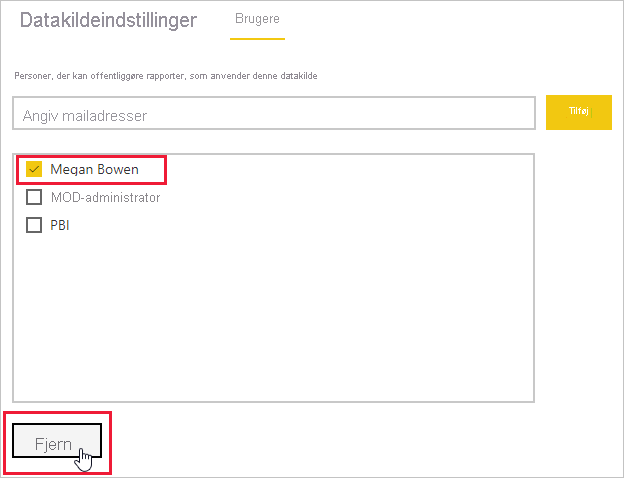 Datakildeindstillinger
Brugere
Personer, der kan offentliggøre rapporter, som anvender denne datakilde
Angiv mailadresser
Tilføj
Megan Bowen
MOD-administrator
PBI
Fjern